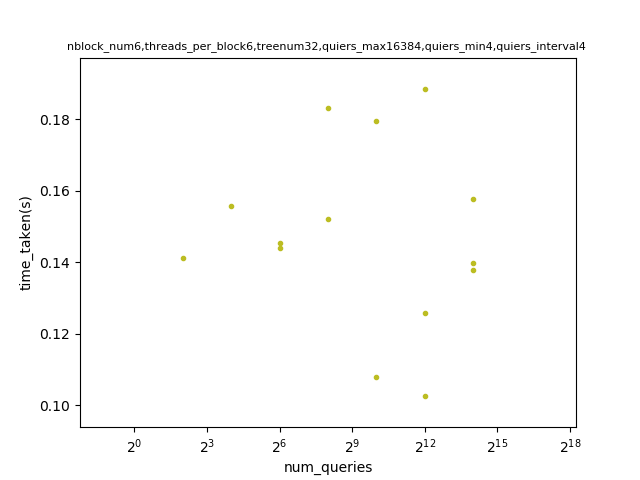 nblock_num6,threads_per_block6,treenum32,quiers_max16384,quiers_min4,quiers_interval4
time_taken(s)
0.18
0.16
0.14
0.12
0.10
2^0 2^3 2^6 2^9 2^12 2^15 2^18
num_queries